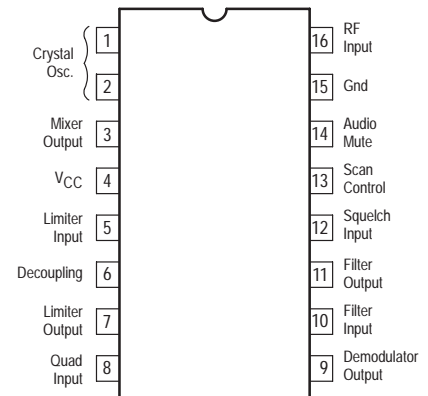 Crystal
Osc.
1
2
Mixer
Output
3
VCC
4
Limiter
Input
5
Decoupling
6
Limiter
Output
7
Quad
Input
8
16
RF
Input
15
Gnd
14
Audio
Mute
13
Scan
Control
12
Squelch
Input
11
Filter
Output
10
Filter
Input
9
Demodulator
Output